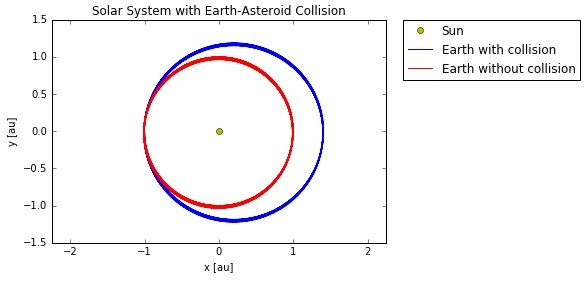 Solar System with Earth-Asteroid Collision
1.5
1.0
0.5
0.0
−0.5
−1.0
−1.5
y [au]
−2
−1
0
1
2
x [au]
Sun
Earth with collision
Earth without collision